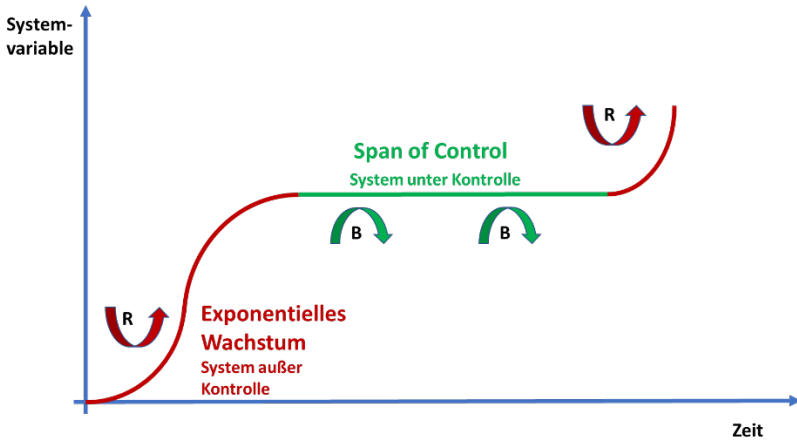 System-
variable
R
Span of Control
System unter Kontrolle
B
B
R
Exponentielles
Wachstum
System außer
Kontrolle
Zeit